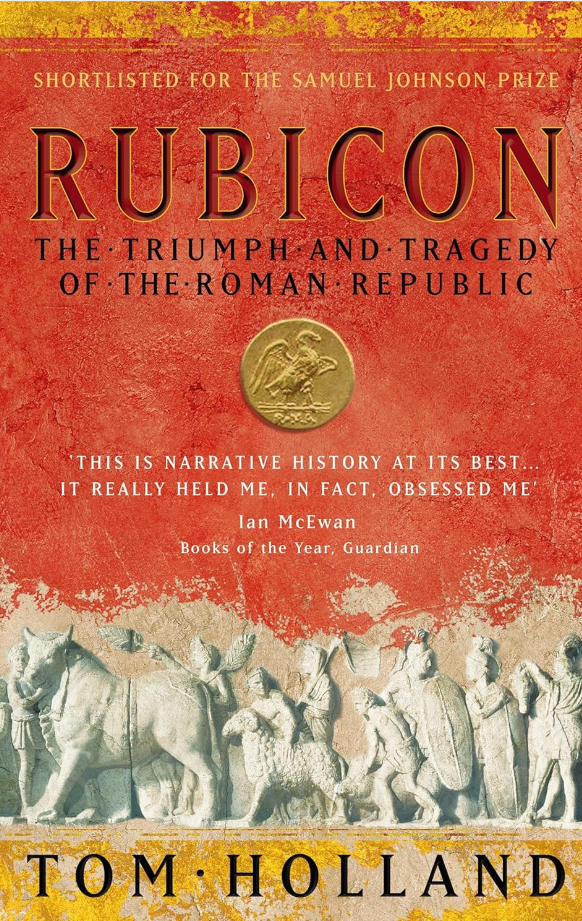 SHORTLISTED FOR THE SAMUEL JOHNSON PRIZE
RUBICON
THE·TRIUMPH·AND·TRAGEDY
OF·THE·ROMAN·REPUBLIC
ROMA
'THIS IS NARRATIVE HISTORY AT ITS BEST...
IT REALLY HELD ME, IN FACT, OBSESSED ME'
Ian McEwan
Books of the Year, Guardian
TOM·HOLLAND